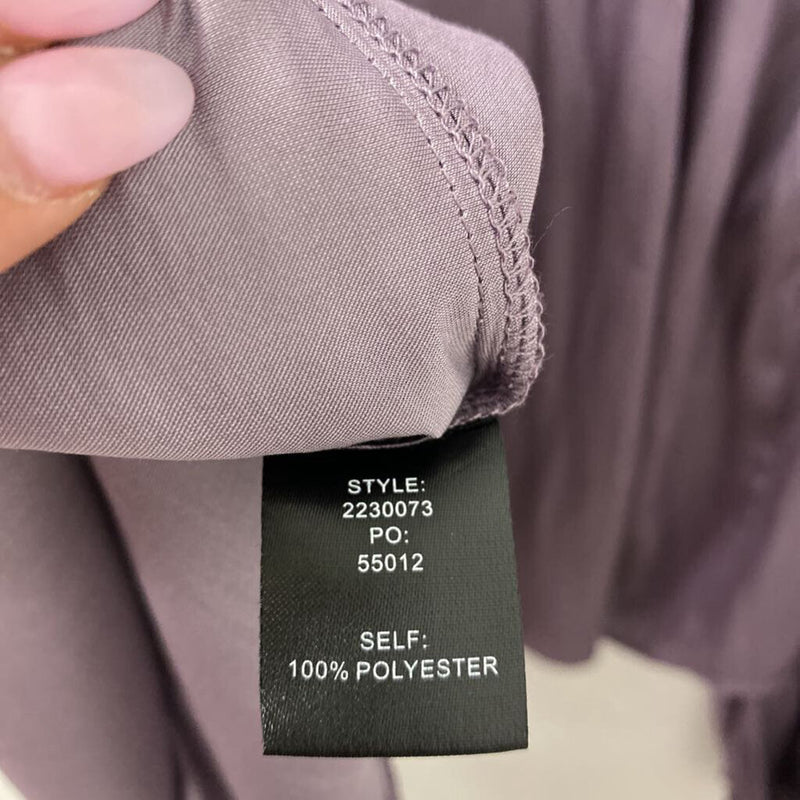 STYLE:
2230073
PO:
55012
SELF:
100% POLYESTER